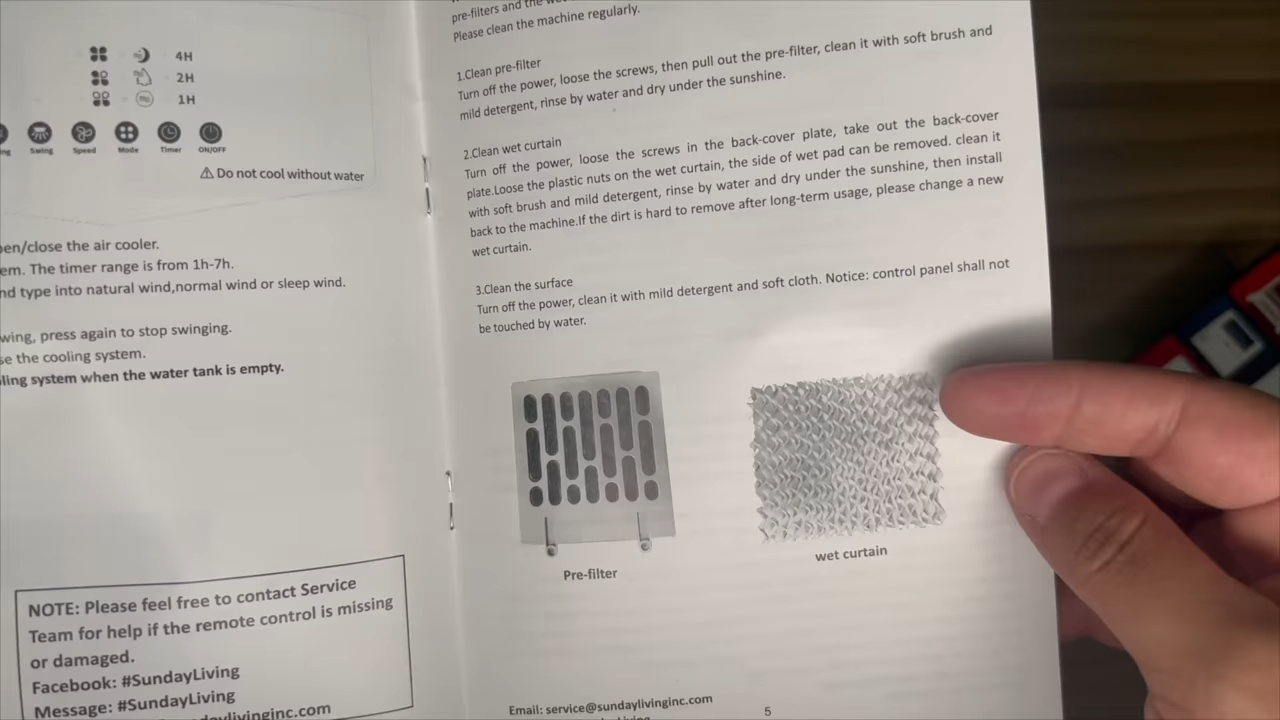 4H
2H
1H
Swing
Speed
Mode
Timer
ON/OFF
Do not cool without water
pen/close the air cooler.
em. The timer range is from 1h-7h.
nd type into natural wind,normal wind or sleep wind.
wing, press again to stop swinging.
se the cooling system.
ling system when the water tank is empty.
NOTE: Please feel free to contact Service
Team for help if the remote control is missing
or damaged.
Facebook: #SundayLiving
Message: #SundayLiving
pre-filters and the
Please clean the machine regularly.
1.Clean pre-filter
Turn off the power, loose the screws, then pull out the pre-filter, clean it with soft brush and
mild detergent, rinse by water and dry under the sunshine.
2.Clean wet curtain
Turn off the power, loose the screws in the back-cover plate, take out the back-cover
plate.Loose the plastic nuts on the wet curtain, the side of wet pad can be removed. clean it
with soft brush and mild detergent, rinse by water and dry under the sunshine, then install
back to the machine.If the dirt is hard to remove after long-term usage, please change a new
wet curtain.
3.Clean the surface
Turn off the power, clean it with mild detergent and soft cloth. Notice: control panel shall not
be touched by water.
Pre-filter
wet curtain
Email: service@sundaylivinginc.com
5